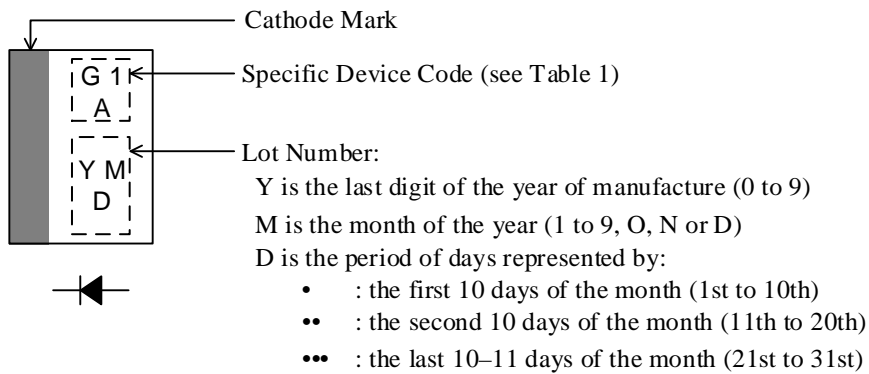 Cathode Mark
G 1
A
Specific Device Code (see Table 1)
Y M
D
Lot Number:
Y is the last digit of the year of manufacture (0 to 9)
M is the month of the year (1 to 9, O, N or D)
D is the period of days represented by:
• : the first 10 days of the month (1st to 10th)
•• : the second 10 days of the month (11th to 20th)
••• : the last 10–11 days of the month (21st to 31st)